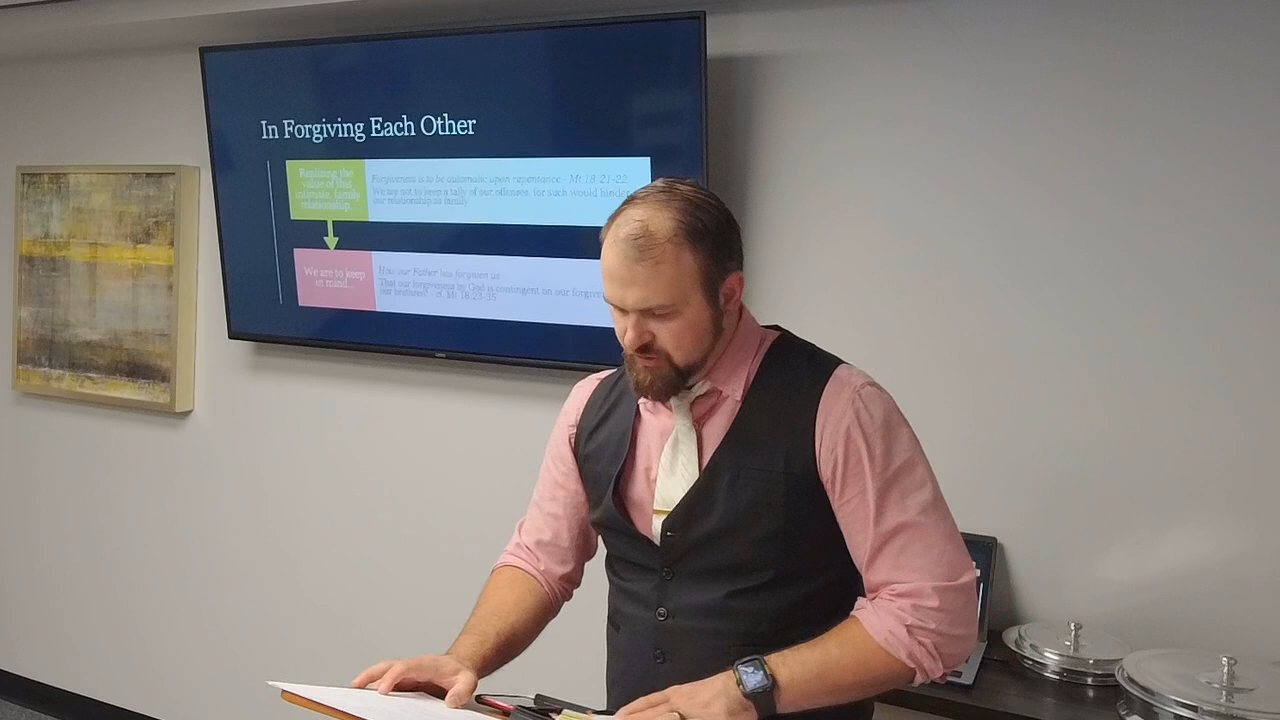 In Forgiving Each Other
Realizing the
value of this
intimate, family
relationship...
Forgiveness is to be automatic upon repentance - Mt 18:21-22
We are not to keep a tally of our offenses, for such would hinder
our relationship as family
We are to keep
in mind...
How our Father has forgiven us
That our forgiveness by God is contingent on our forgive
our brethren" - cf. Mt 18:23-35